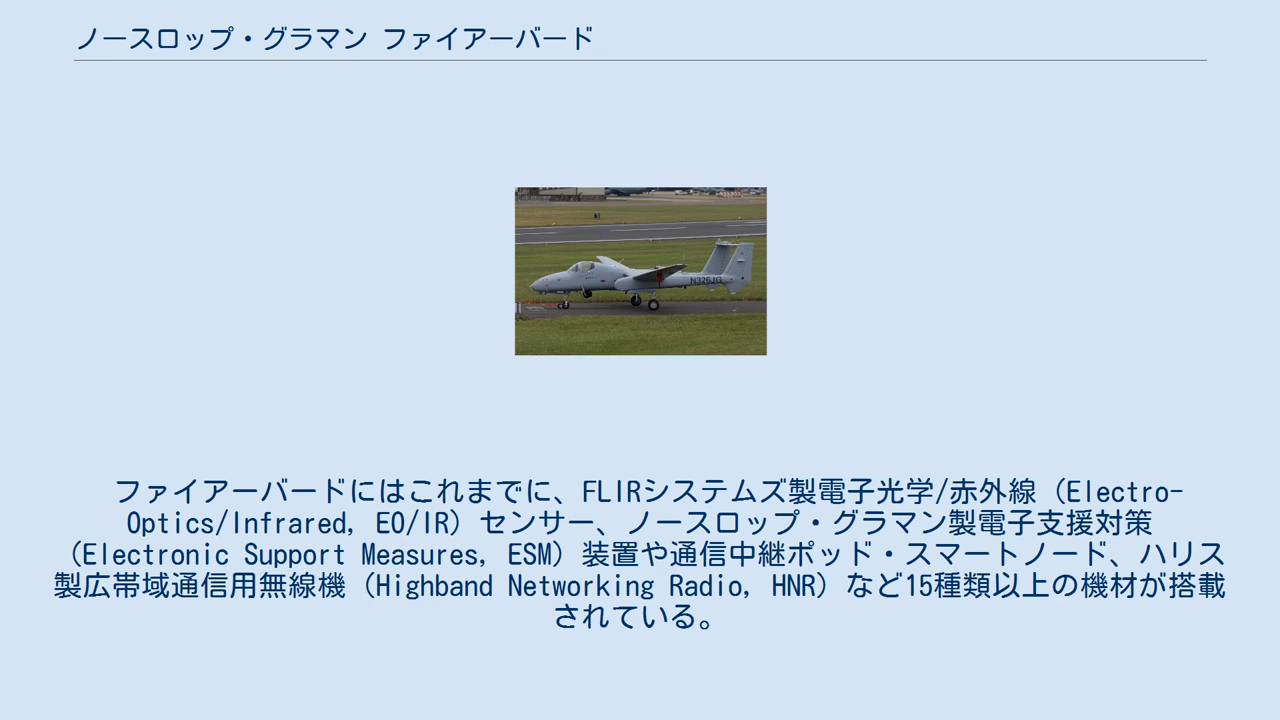 ノースロップ・グラマン ファイアーバード
N326JG
ファイアーバードにはこれまでに、FLIRシステムズ製電子光学/赤外線（Electro-
Optics/Infrared, EO/IR）センサー、ノースロップ・グラマン製電子支援対策
（Electronic Support Measures, ESM）装置や通信中継ポッド・スマートノード、ハリス
製広帯域通信用無線機（Highband Networking Radio, HNR）など15種類以上の機材が搭載
されている。